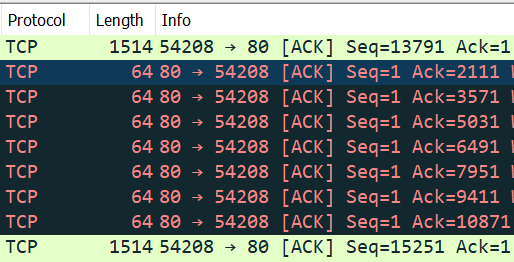 Protocol Length Info
TCP 1514 54208 → 80 [ACK] Seq=13791 Ack=1
TCP 64 80 → 54208 [ACK] Seq=1 Ack=2111
TCP 64 80 → 54208 [ACK] Seq=1 Ack=3571
TCP 64 80 → 54208 [ACK] Seq=1 Ack=5031
TCP 64 80 → 54208 [ACK] Seq=1 Ack=6491
TCP 64 80 → 54208 [ACK] Seq=1 Ack=7951
TCP 64 80 → 54208 [ACK] Seq=1 Ack=9411
TCP 64 80 → 54208 [ACK] Seq=1 Ack=10871
TCP 1514 54208 → 80 [ACK] Seq=15251 Ack=1